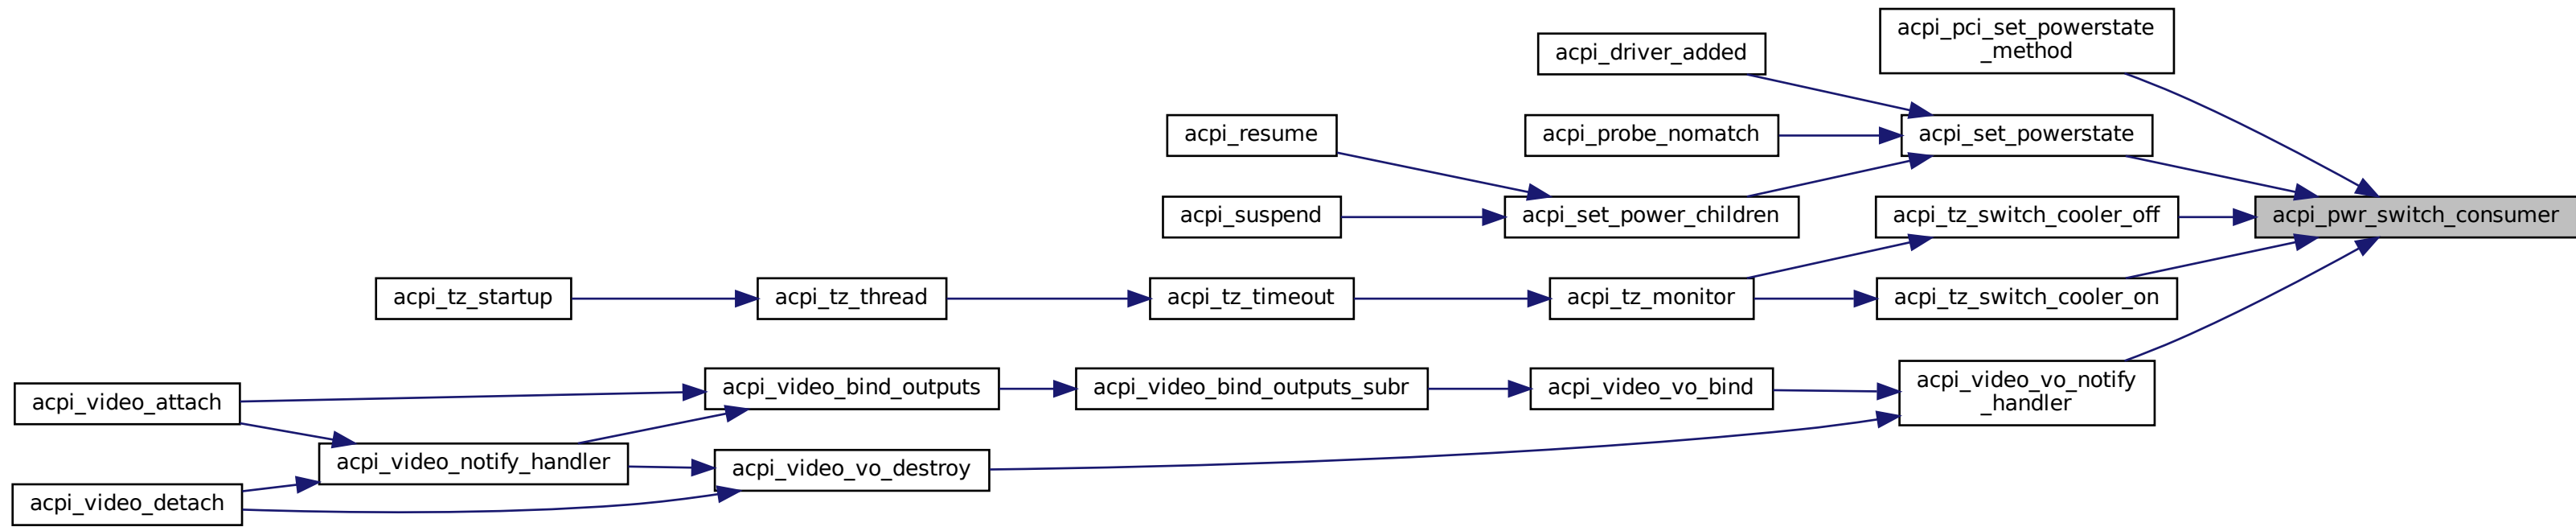 acpi_pci_set_powerstate
_method
acpi_driver_added
acpi_resume
acpi_probe_nomatch
acpi_set_powerstate
acpi_suspend
acpi_set_power_children
acpi_tz_switch_cooler_off
acpi_pwr_switch_consumer
acpi_tz_startup
acpi_tz_thread
acpi_tz_timeout
acpi_tz_monitor
acpi_tz_switch_cooler_on
acpi_video_attach
acpi_video_bind_outputs
acpi_video_bind_outputs_subr
acpi_video_vo_bind
acpi_video_vo_notify
_handler
acpi_video_notify_handler
acpi_video_vo_destroy
acpi_video_detach